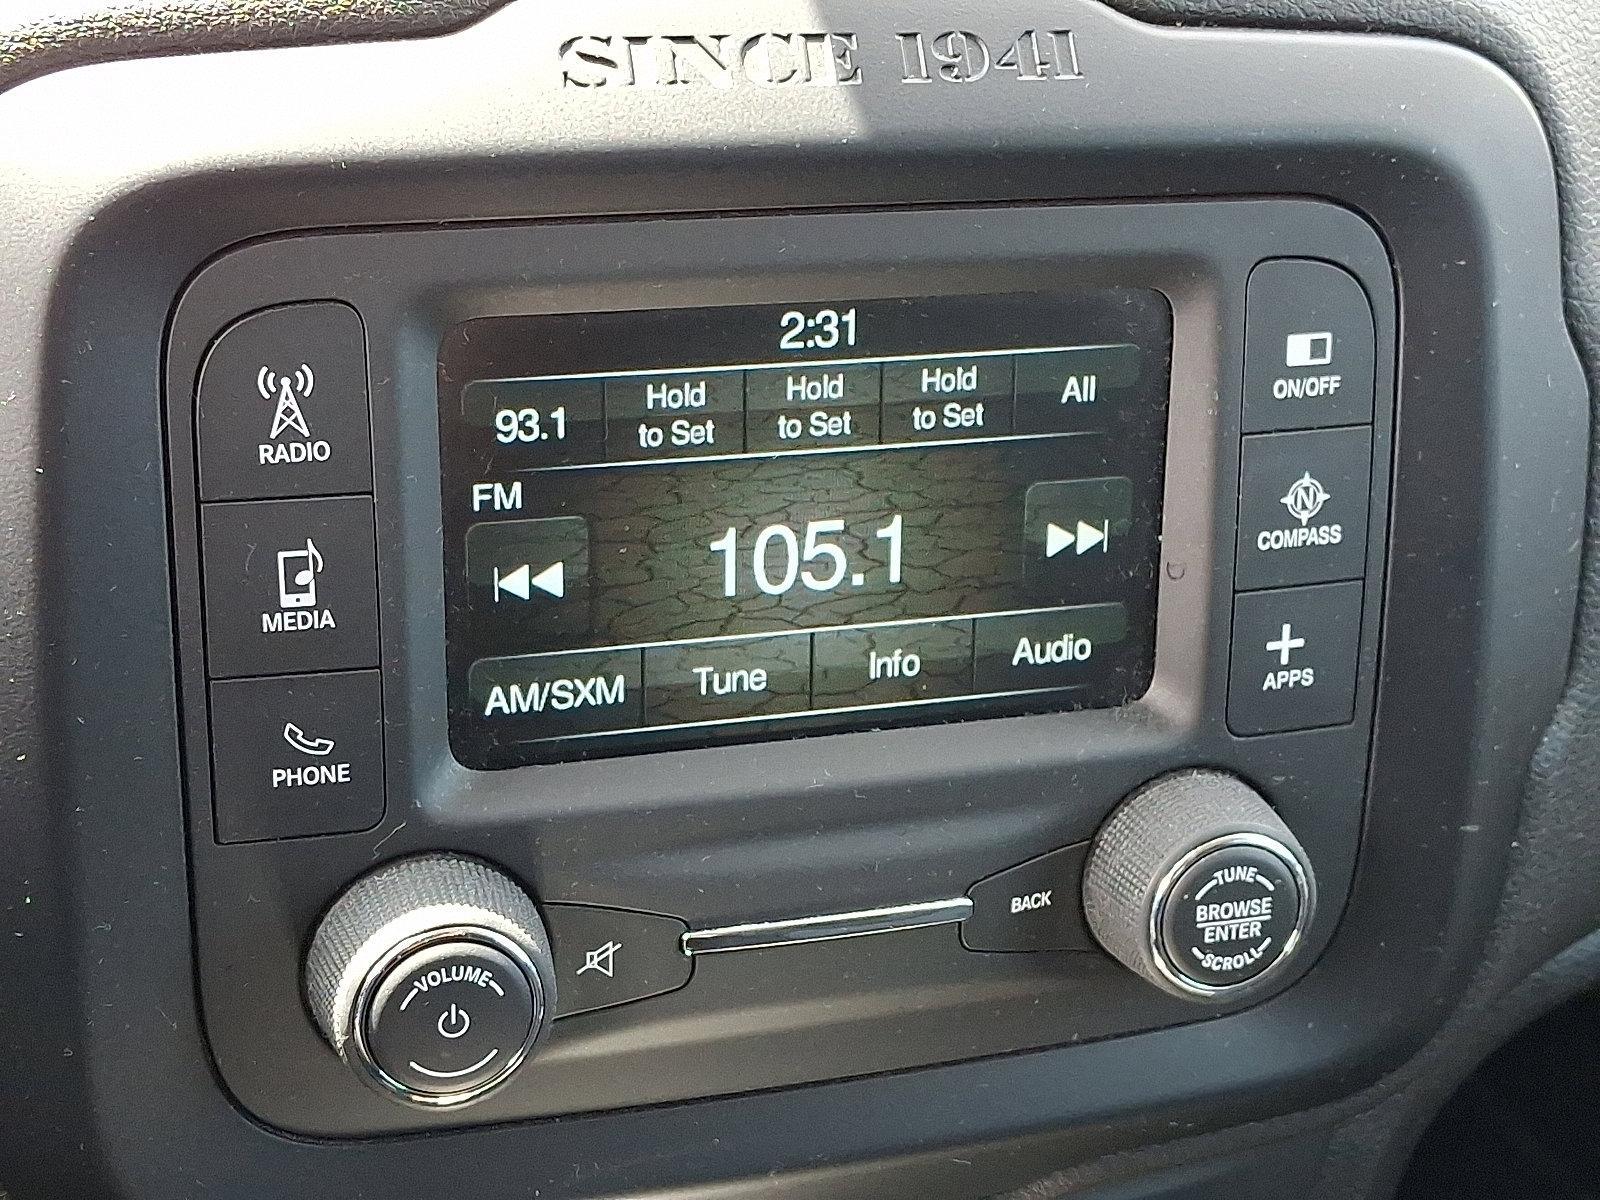 SINCE 1941
2:31
93.1
Hold
to Set
Hold
to Set
Hold
to Set
All
FM
105.1
AM/SXM
Tune
Info
Audio
RADIO
MEDIA
PHONE
ON/OFF
N
COMPASS
APPS
D
VOLUME
BACK
TUNE
BROWSE
ENTER
SCROLL